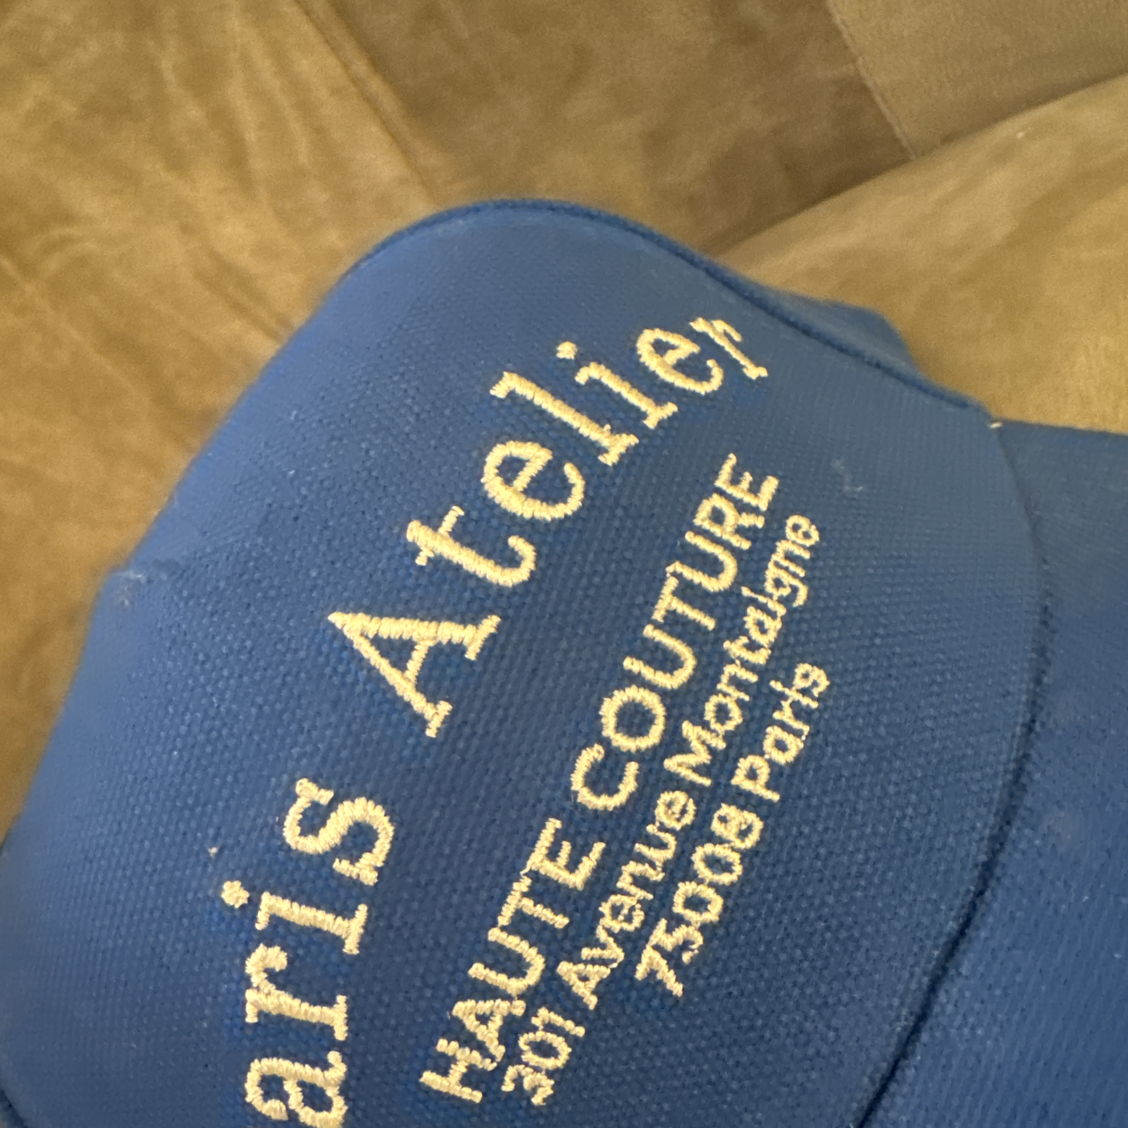 aris Atelier
HAUTE COUTURE
301 Avenue Montaigne
75008 Paris